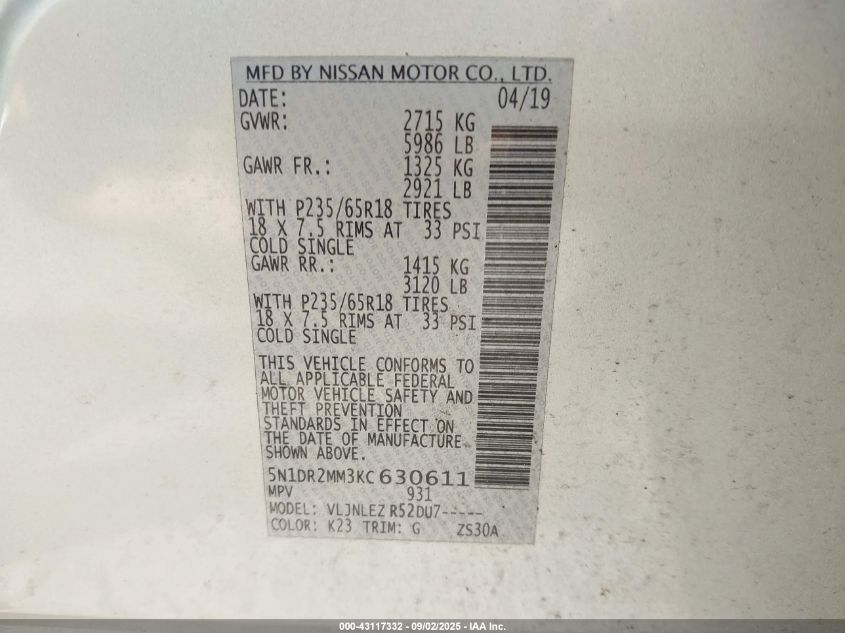 MFD BY NISSAN MOTOR CO., LTD.
DATE: 04/19
GVWR: 2715 KG
5986 LB
GAWR FR.: 1325 KG
2921 LB
WITH P235/65R18 TIRES
18 X 7.5 RIMS AT 33 PSI
COLD SINGLE
GAWR RR.: 1415 KG
3120 LB
WITH P235/65R18 TIRES
18 X 7.5 RIMS AT 33 PSI
COLD SINGLE
THIS VEHICLE CONFORMS TO
ALL APPLICABLE FEDERAL
MOTOR VEHICLE SAFETY AND
THEFT PREVENTION
STANDARDS IN EFFECT ON
THE DATE OF MANUFACTURE
SHOWN ABOVE.
5N1DR2MM3KC630611
MPV 931
MODEL: VLJNLEZ R52DU7-----
COLOR: K23 TRIM: G ZS30A
000-43117332 - 09/02/2025 - IAA Inc.